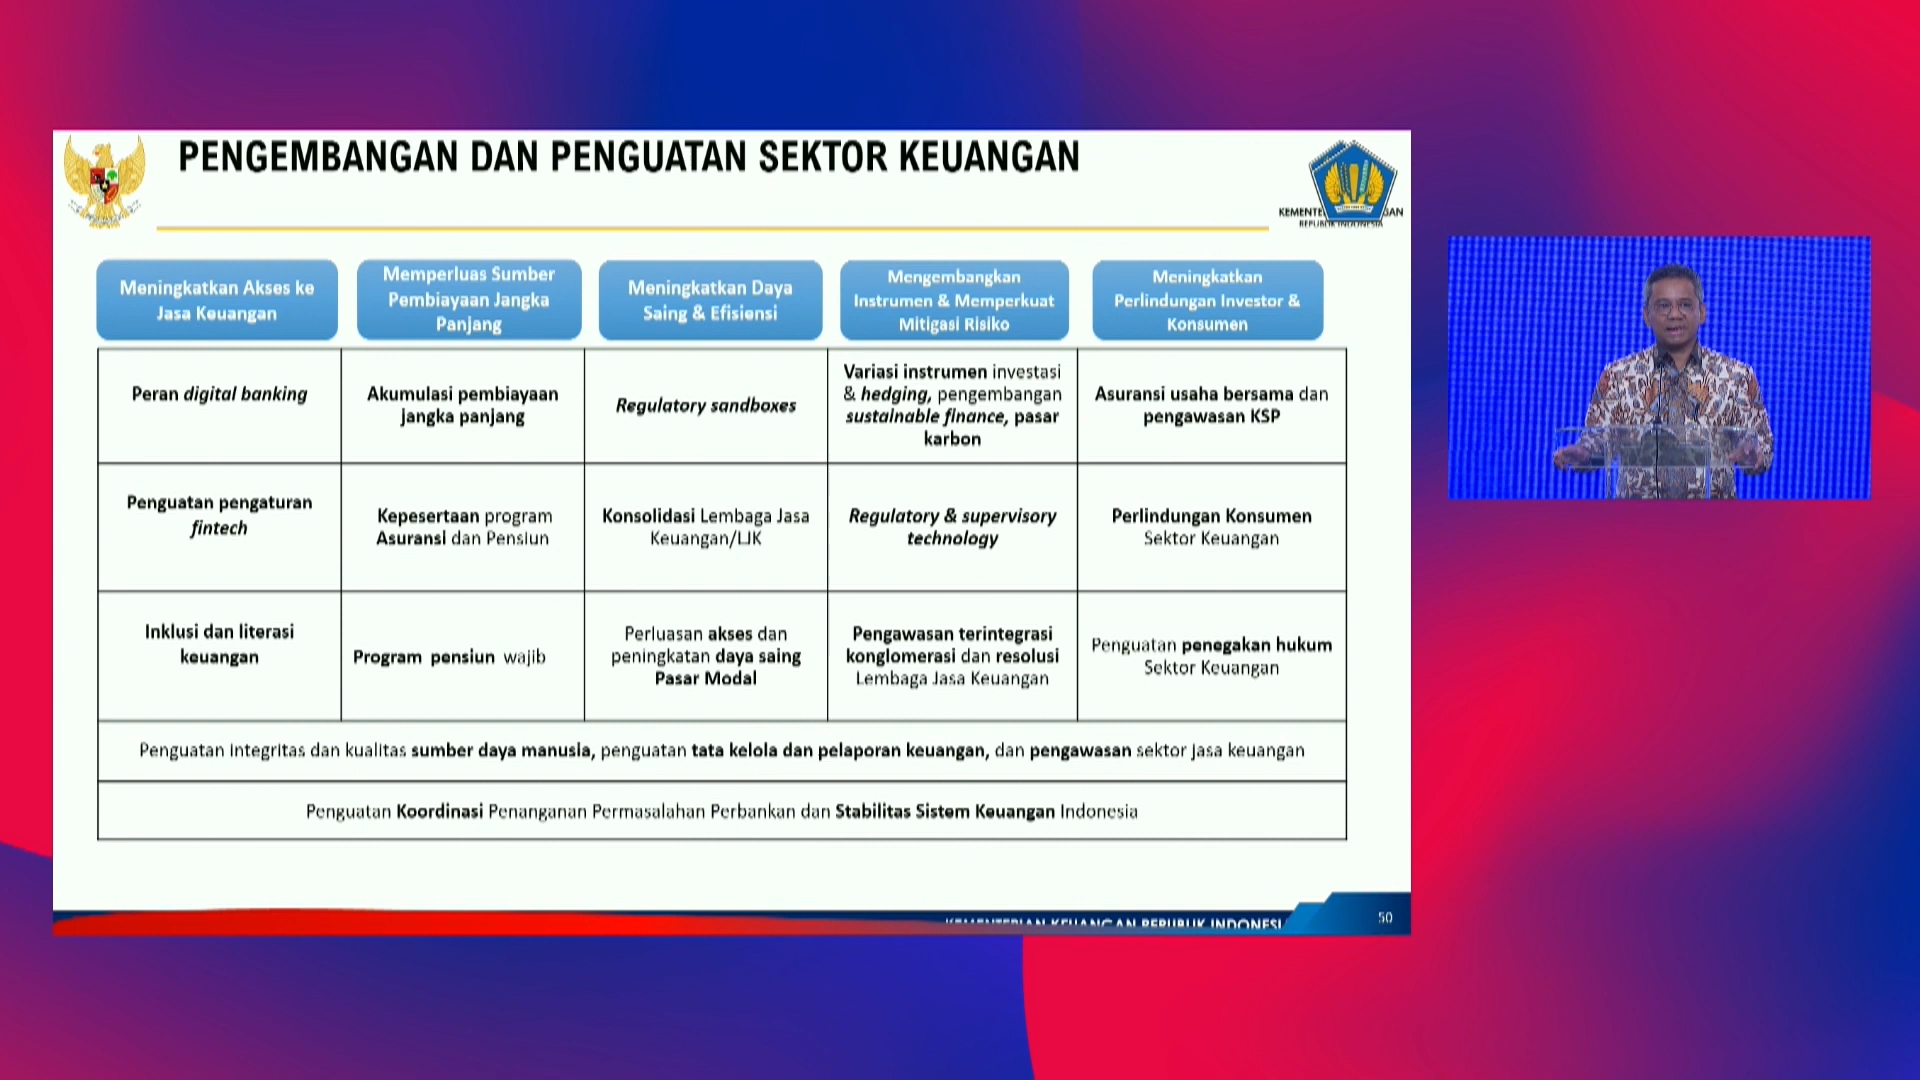 PENGEMBANGAN DAN PENGUATAN SEKTOR KEUANGAN
REPUBLIK INDONESIA
Meningkatkan Akses ke
Jasa Keuangan
Memperluas Sumber
Pembiayaan Jangka
Panjang
Meningkatkan Daya
Saing & Efisiensi
Mengembangkan
Instrumen & Memperkuat
Mitigasi Risiko
Meningkatkan
Perlindungan Investor &
Konsumen
Peran digital banking
Akumulasi pembiayaan
jangka panjang
Regulatory sandboxes
Variasi instrumen investasi
& hedging, pengembangan
sustainable finance, pasar
karbon
Asuransi usaha bersama dan
pengawasan KSP
Penguatan pengaturan
fintech
Kepesertaan program
Asuransi dan Pensiun
Konsolidasi Lembaga Jasa
Keuangan/LJK
Regulatory & supervisory
technology
Perlindungan Konsumen
Sektor Keuangan
Inklusi dan literasi
keuangan
Program pensiun wajib
Perluasan akses dan
peningkatan daya saing
Pasar Modal
Pengawasan terintegrasi
konglomerasi dan resolusi
Lembaga Jasa Keuangan
Penguatan penegakan hukum
Sektor Keuangan
Penguatan integritas dan kualitas sumber daya manusia, penguatan tata kelola dan pelaporan keuangan, dan pengawasan sektor jasa keuangan
Penguatan Koordinasi Penanganan Permasalahan Perbankan dan Stabilitas Sistem Keuangan Indonesia
KEMENTERIAN KEUANGAN REPUBLIK INDONESI
50